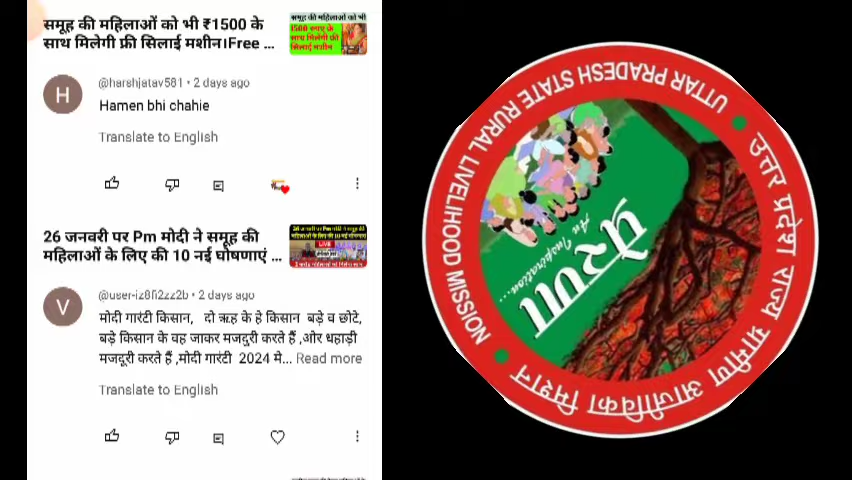 समूह की महिलाओं को भी ₹1500 के
साथ मिलेगी फ्री सिलाई मशीन।Free ...
समूह की महिलाओं को भी
1500 रूपए के
साथ मिलेगी फ्री
सिलाई मशीन
H
@harshjatav581 • 2 days ago
Hamen bhi chahie
Translate to English
26 जनवरी पर Pm मोदी ने समूह की
महिलाओं के लिए की 10 नई घोषणाएं ...
LIVE
V
@user-iz8fi2zz2b • 2 days ago
मोदी गारंटी किसान, दो ऋह के हे किसान बड़े व छोटे,
बड़े किसान के वह जाकर मजदुरी करते हैं ,ओर धहाड़ी
मजदूरी करते हैं ,मोदी गारंटी 2024 मे... Read more
Translate to English
UTTAR PRADESH STATE RURAL LIVELIHOOD MISSION
उत्तर प्रदेश राज्य ग्रामीण आजीविका मिशन
प्रेरणा
An Inspiration...